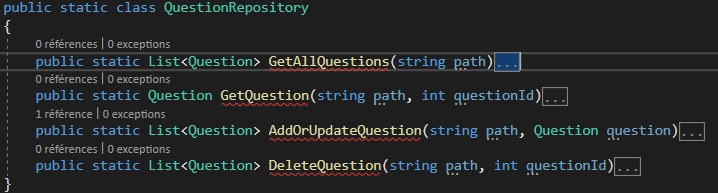 public static class QuestionRepository
{
0 références | 0 exceptions
public static List<Question> GetAllQuestions(string path)...
0 références | 0 exceptions
public static Question GetQuestion(string path, int questionId)...
1 référence | 0 exceptions
public static List<Question> AddOrUpdateQuestion(string path, Question question)...
0 références | 0 exceptions
public static List<Question> DeleteQuestion(string path, int questionId)...
}